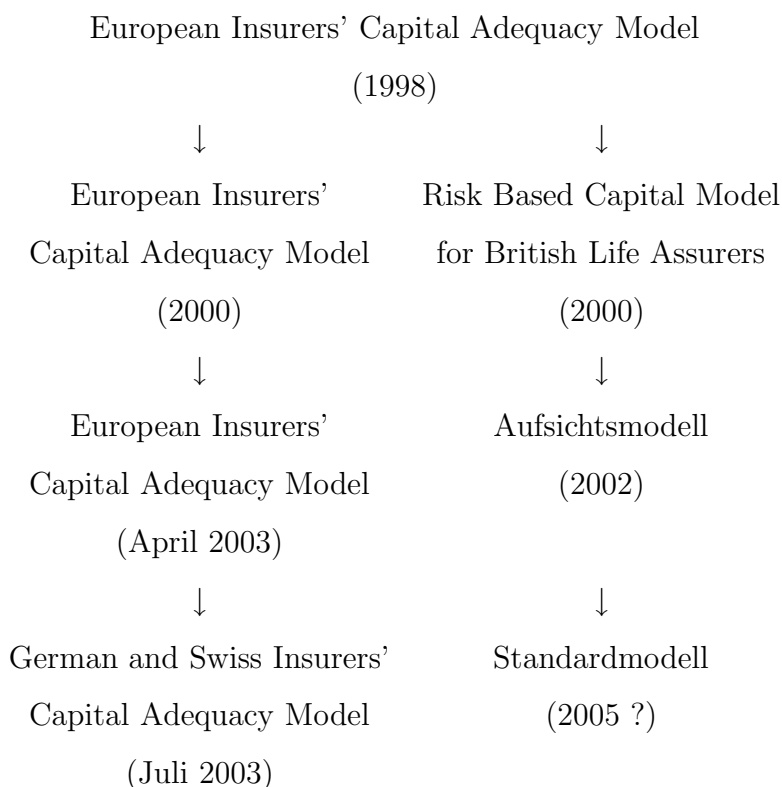 European Insurers’ Capital Adequacy Model
(1998)
↓ ↓
European Insurers’ Risk Based Capital Model
Capital Adequacy Model for British Life Assurers
(2000) (2000)
↓ ↓
European Insurers’ Aufsichtsmodell
Capital Adequacy Model (2002)
(April 2003)
↓ ↓
German and Swiss Insurers’ Standardmodell
Capital Adequacy Model (2005 ?)
(Juli 2003)